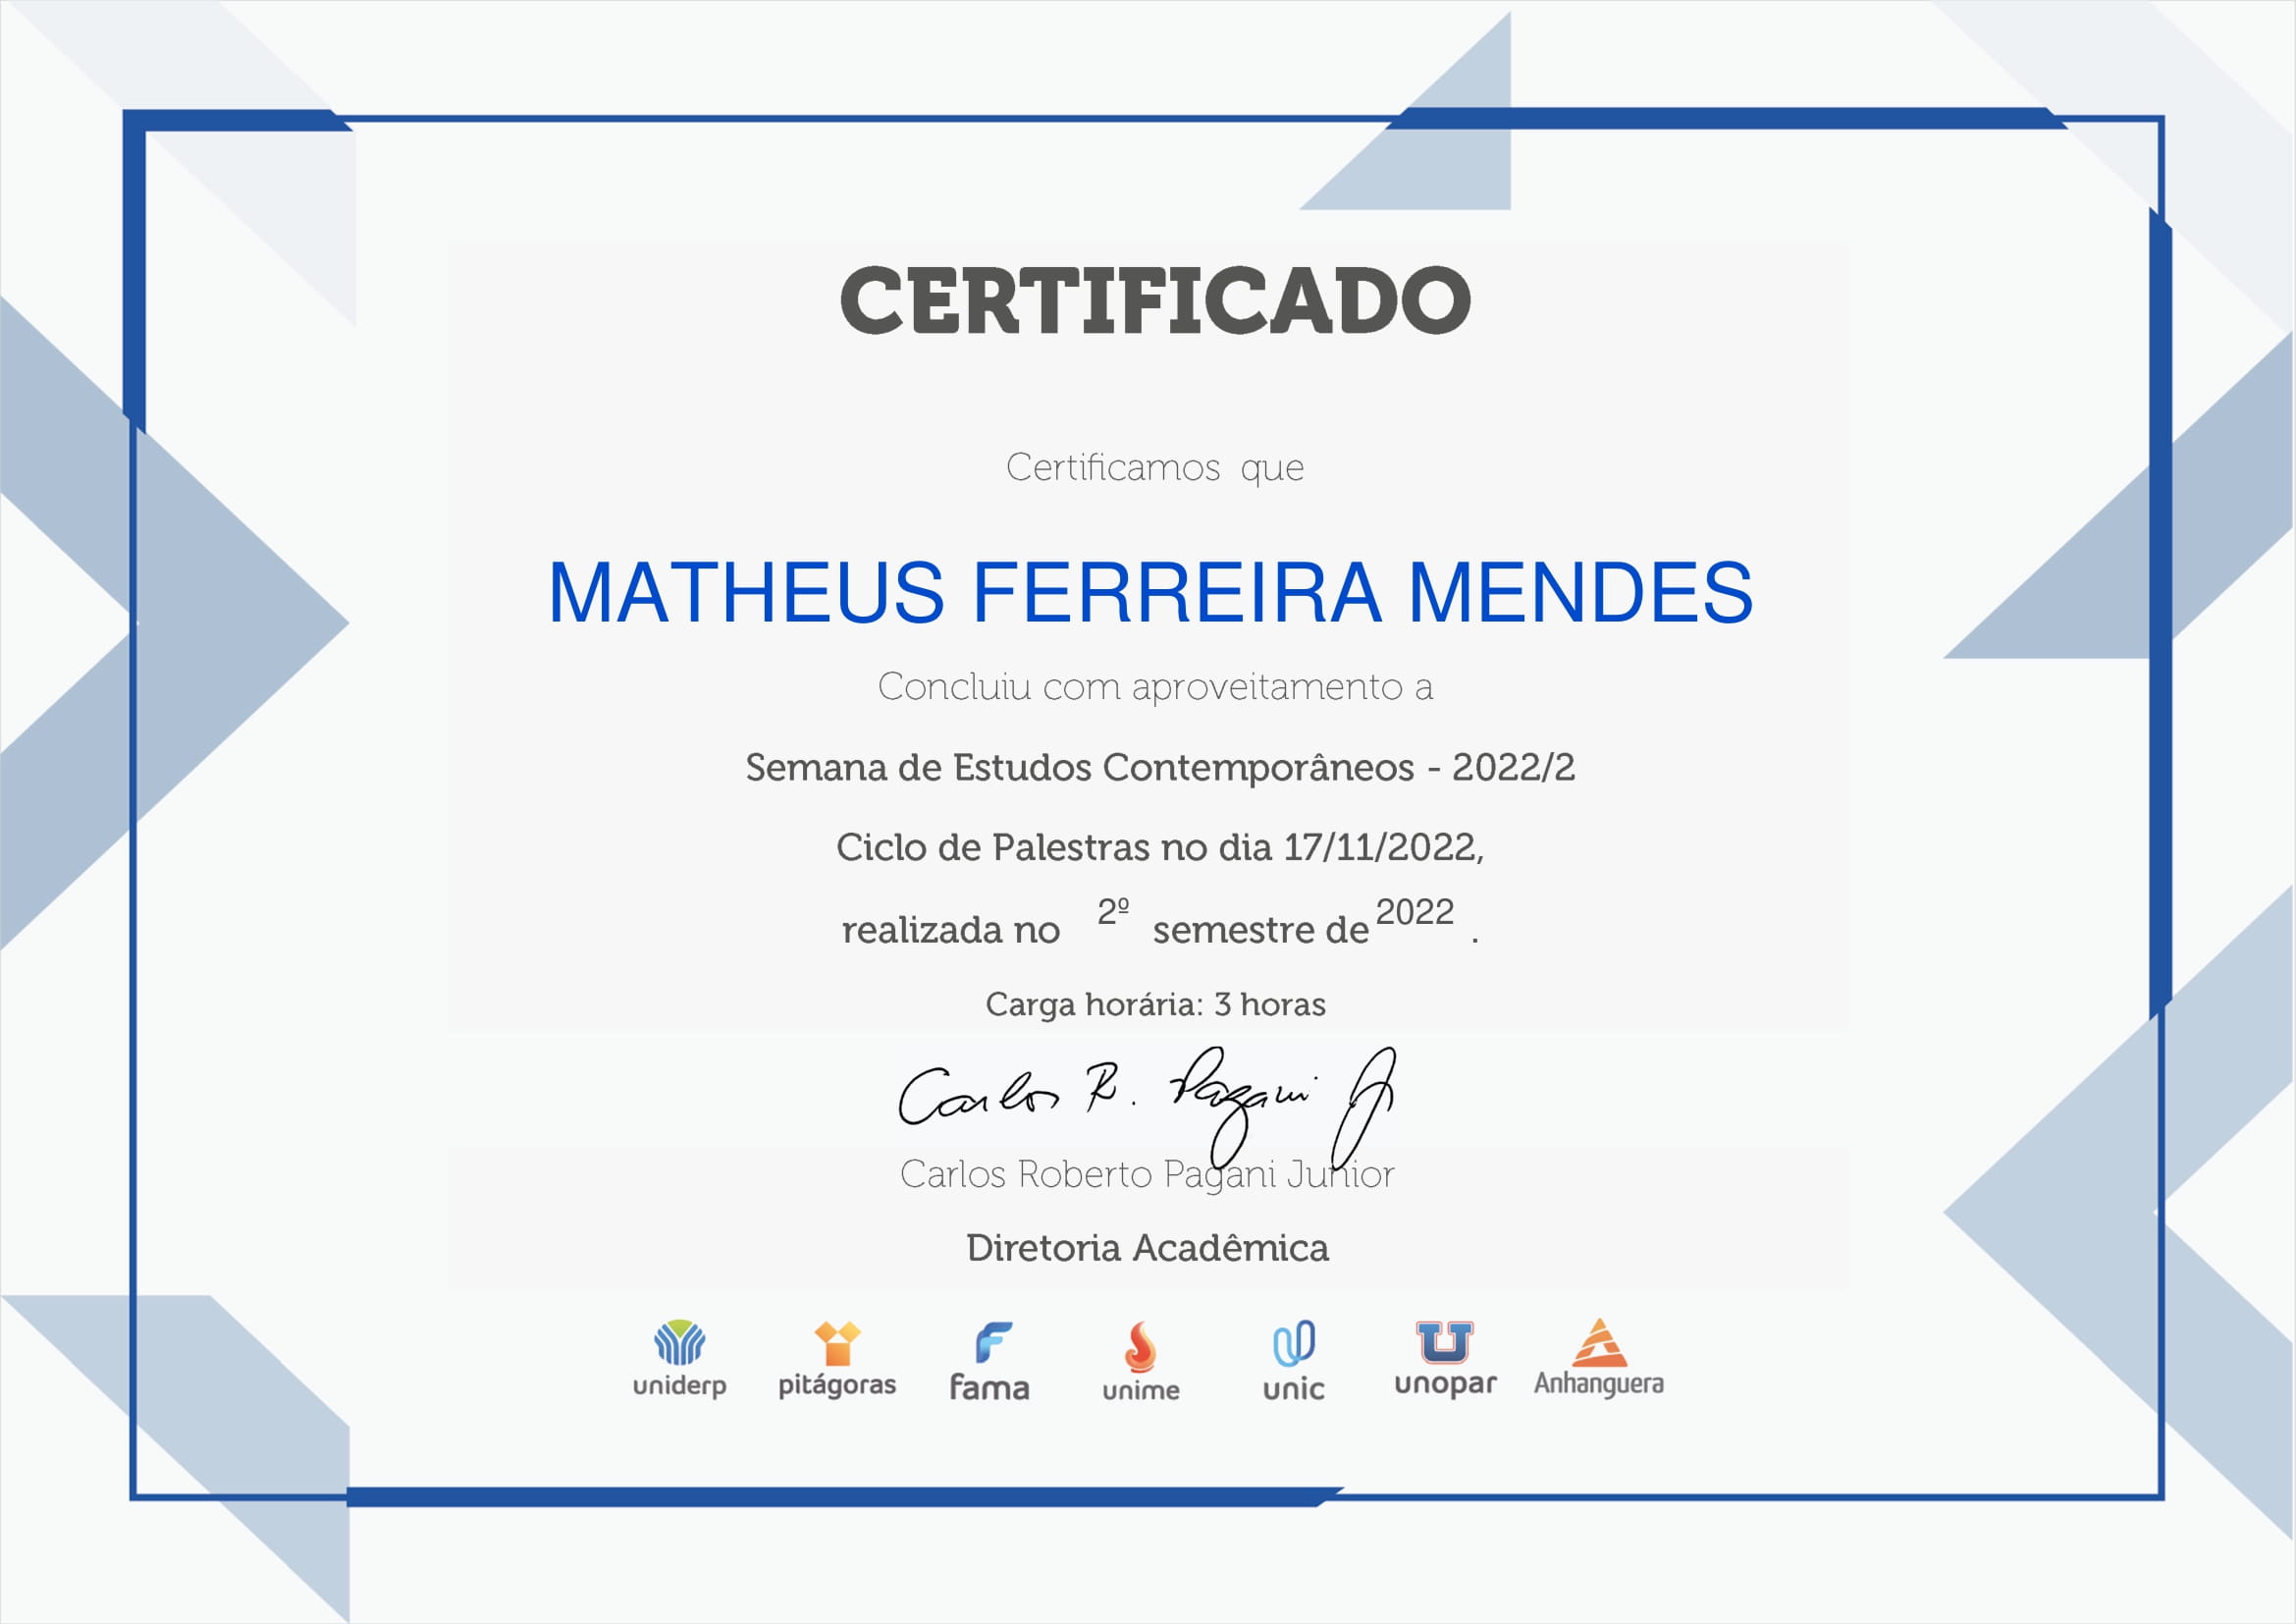 CERTIFICADO
Certificamos que
MATHEUS FERREIRA MENDES
Concluiu com aproveitamento a
Semana de Estudos Contemporâneos - 2022/2
Ciclo de Palestras no dia 17/11/2022,
realizada no 2º semestre de 2022 .
Carga horária: 3 horas
Carlos R. Pagani Jr
Carlos Roberto Pagani Junior
Diretoria Acadêmica
uniderp pitágoras fama unime unic unopar Anhanguera